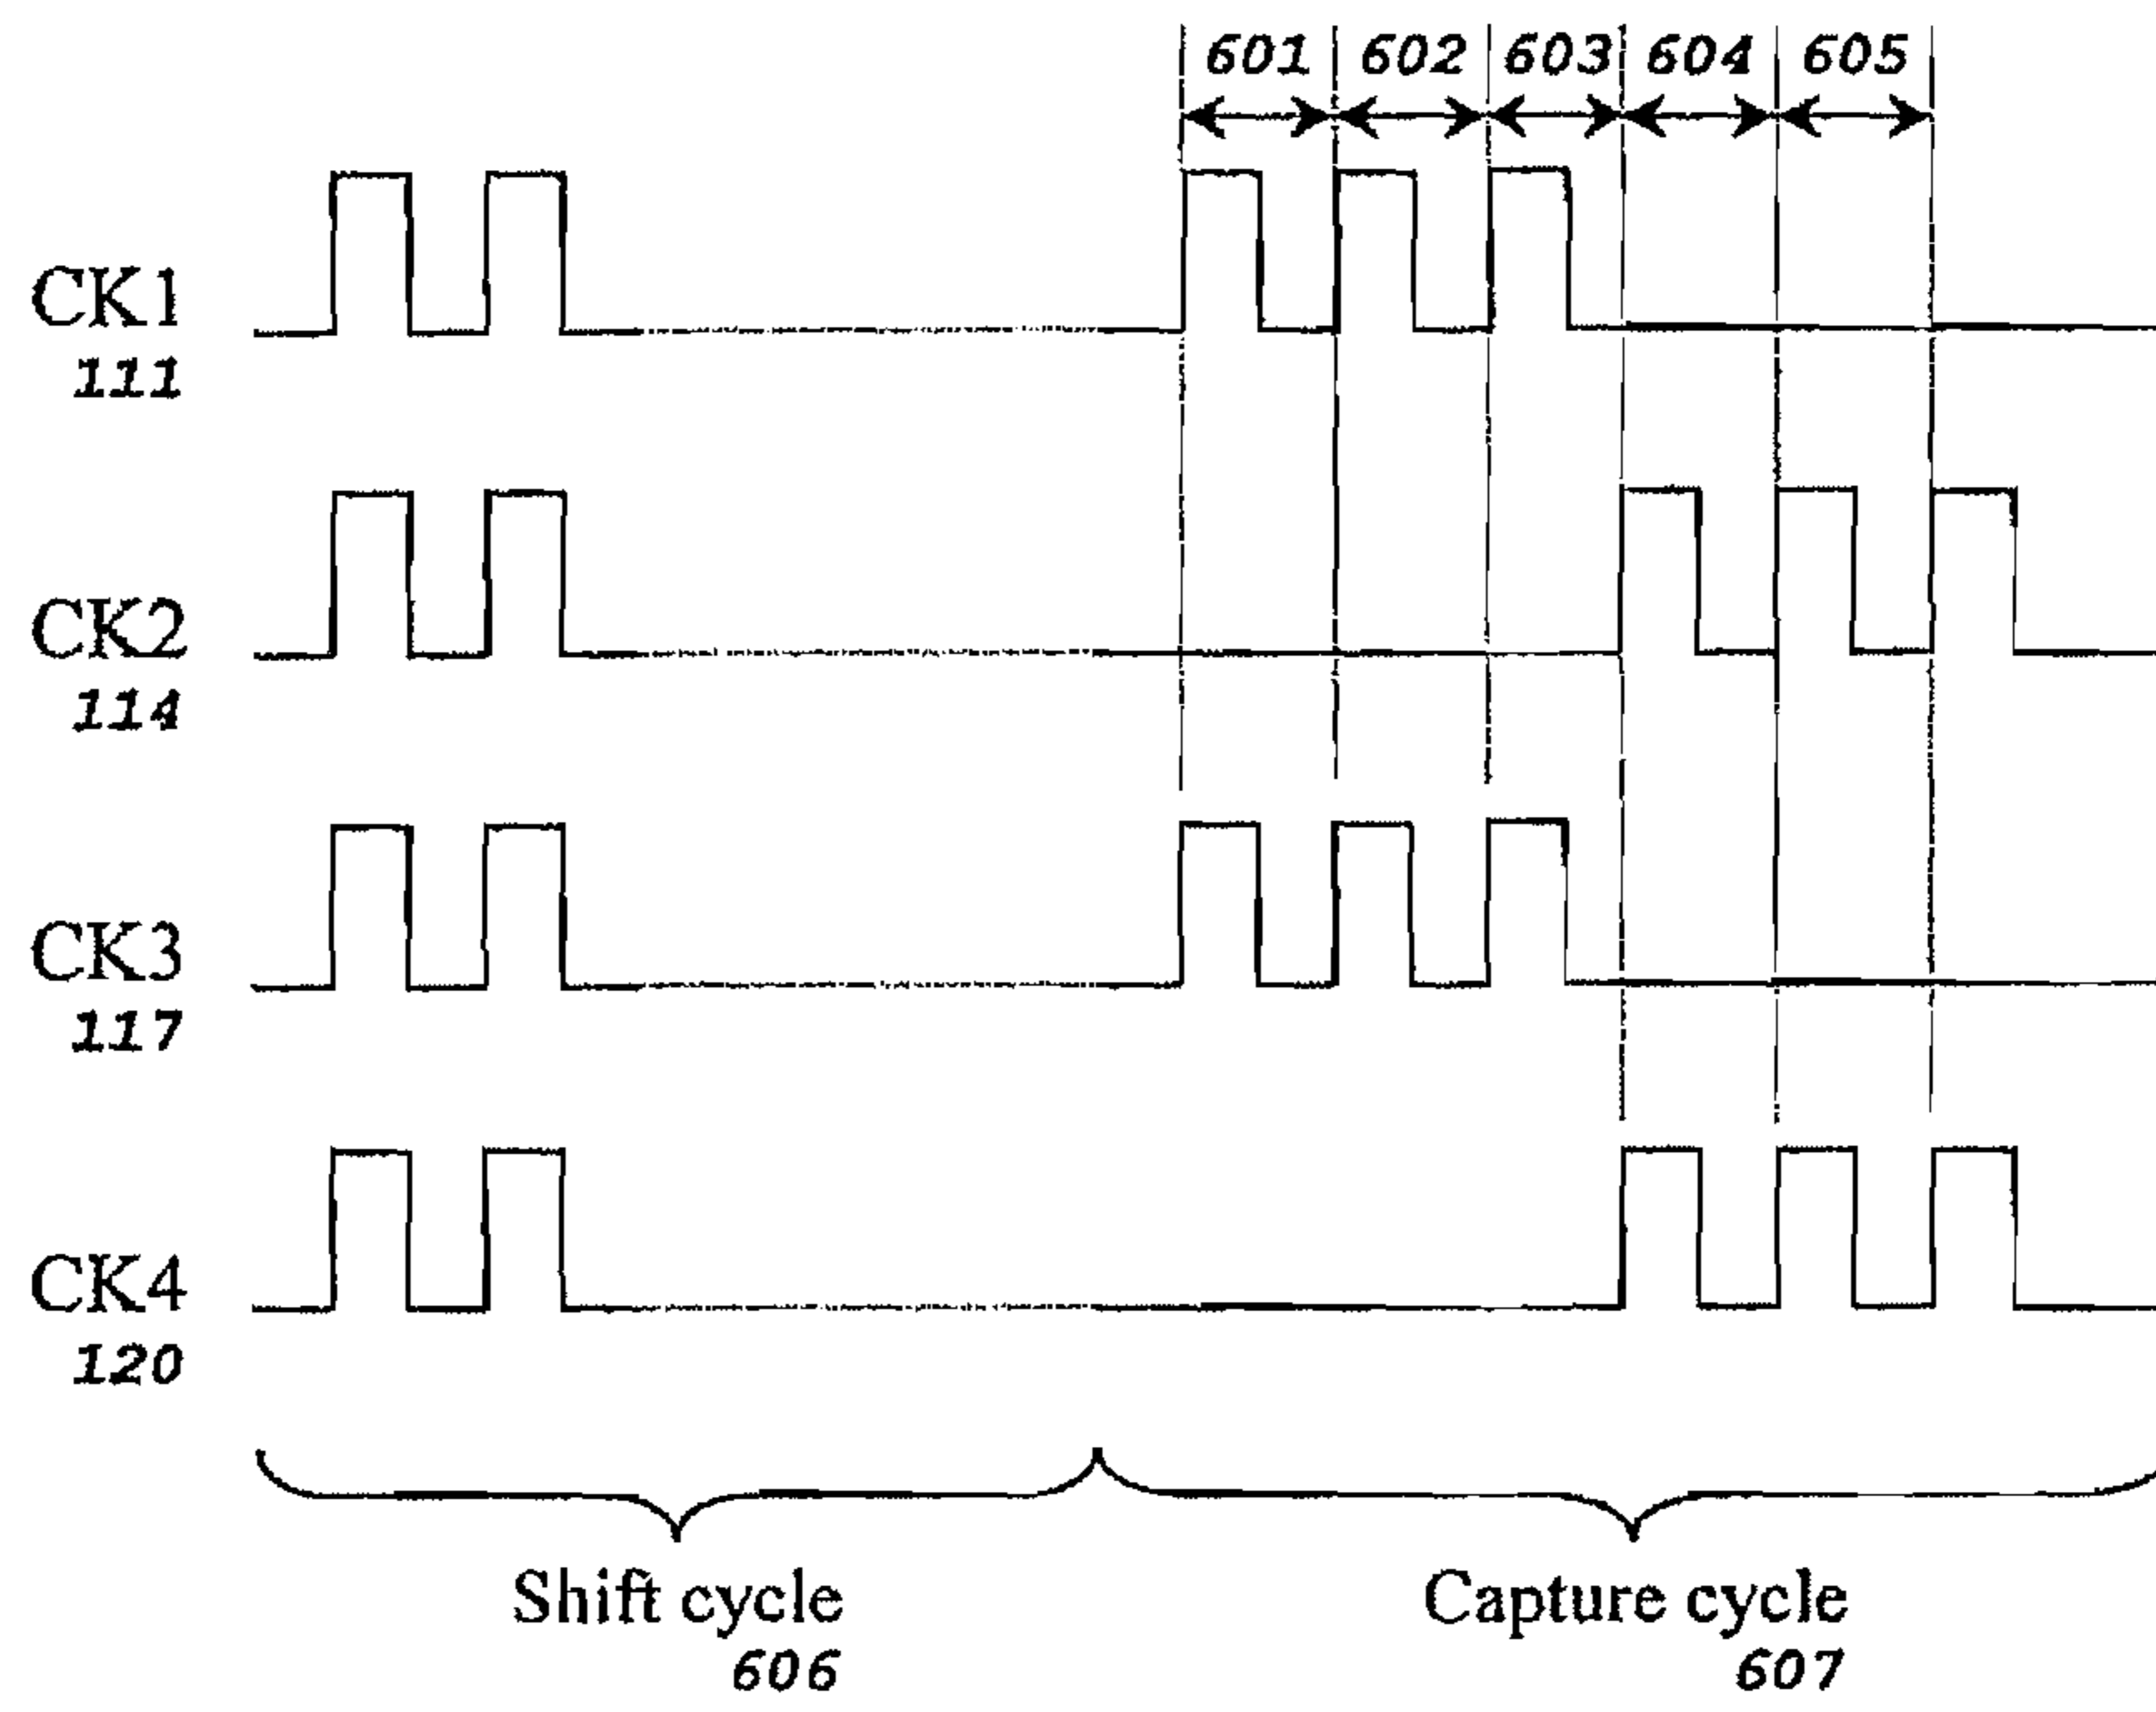 601 602 603 604 605
CK1
111
CK2
114
CK3
117
CK4
120
Shift cycle
606
Capture cycle
607